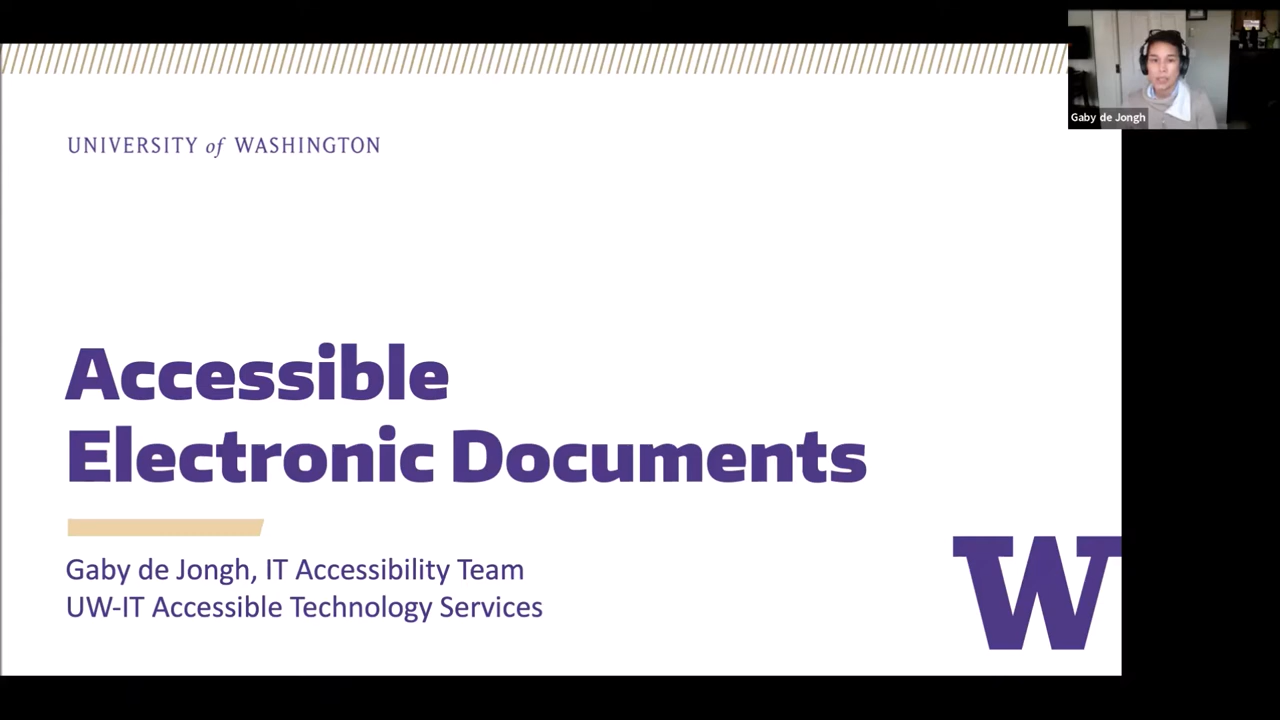 UNIVERSITY of WASHINGTON
Gaby de Jongh
Accessible
Electronic Documents
Gaby de Jongh, IT Accessibility Team
UW-IT Accessible Technology Services
W